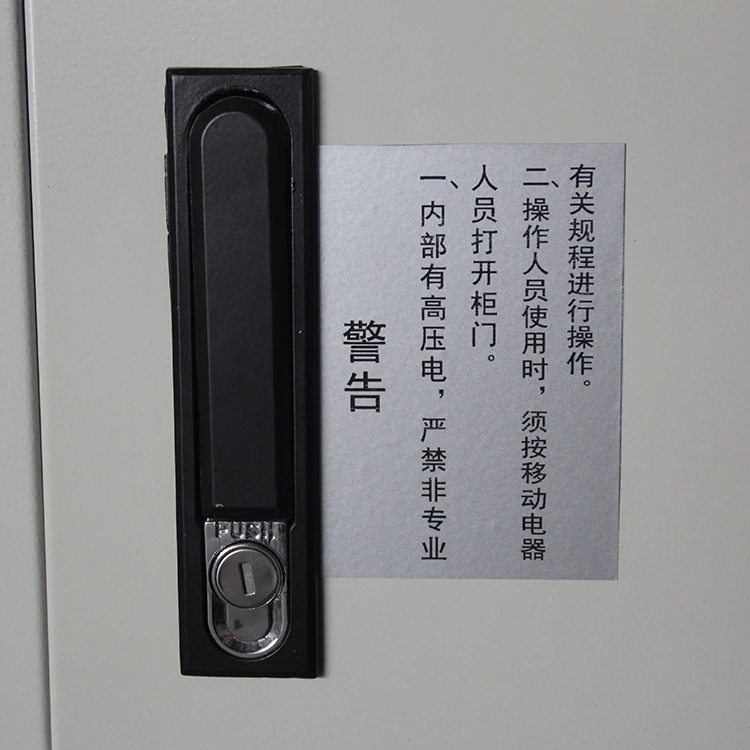 警告
一、内部有高压电，严禁非专业
人员打开柜门。
二、操作人员使用时，须按移动电器
有关规程进行操作。
PUSH